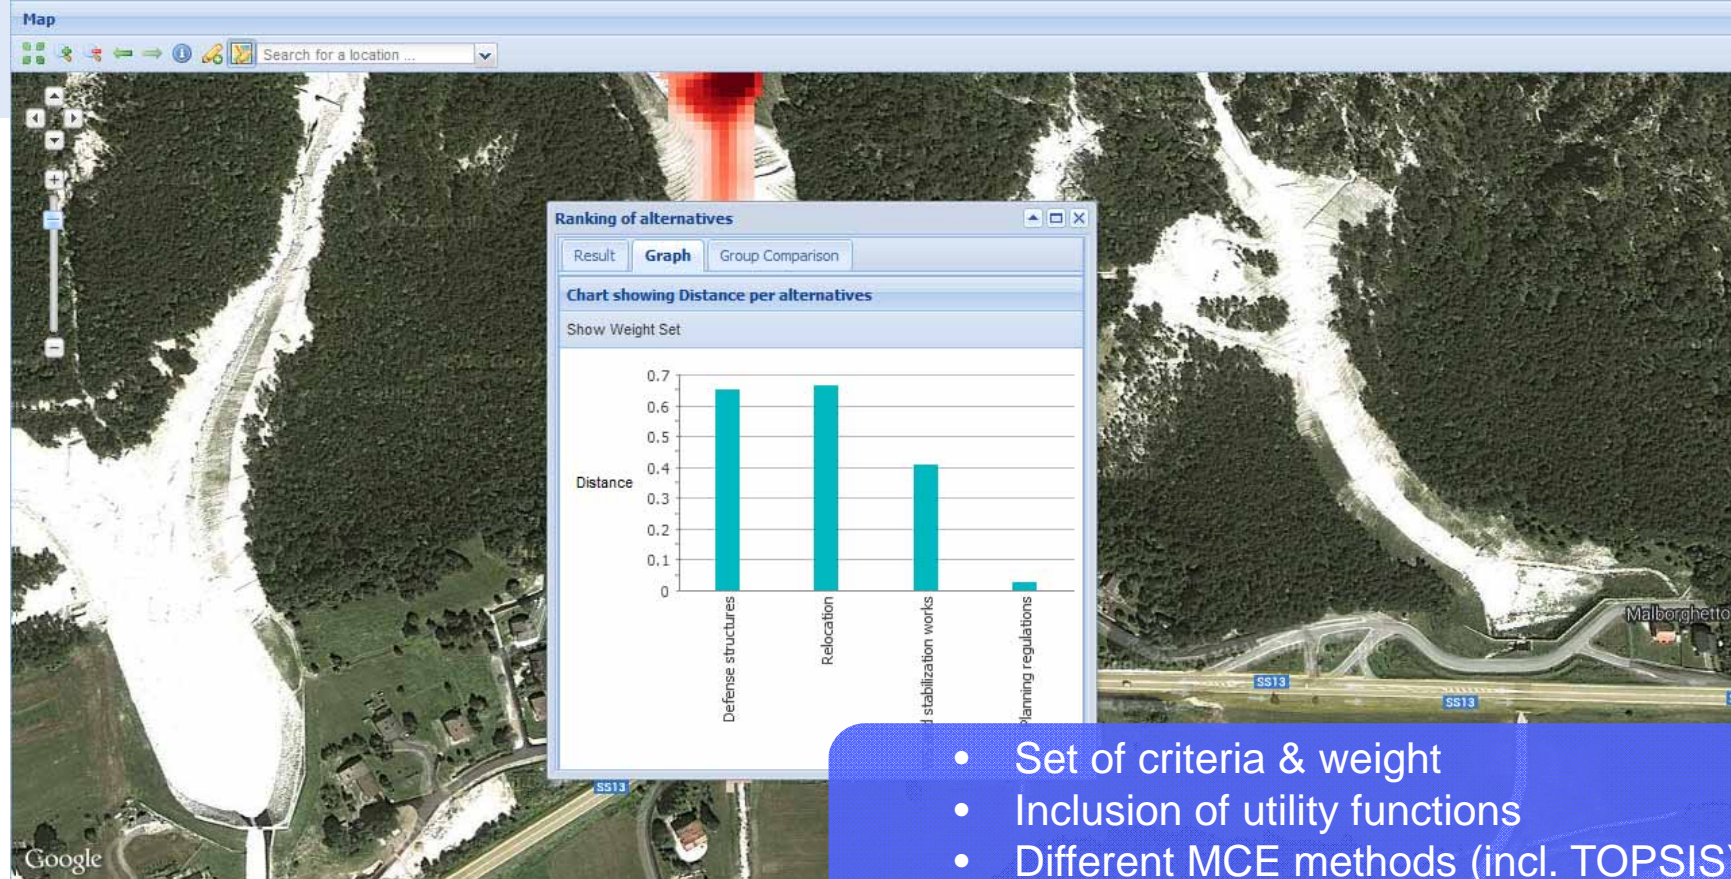 Map
Search for a location ...
Ranking of alternatives
Result Graph Group Comparison
Chart showing Distance per alternatives
Show Weight Set
0.7
0.6
0.5
0.4
Distance
0.3
0.2
0.1
0
Defense structures
Relocation
stabilization works
Planning regulations
Malborghetto
SS13
SS13
SS13
Google
• Set of criteria & weight
• Inclusion of utility functions
• Different MCE methods (incl. TOPSIS)